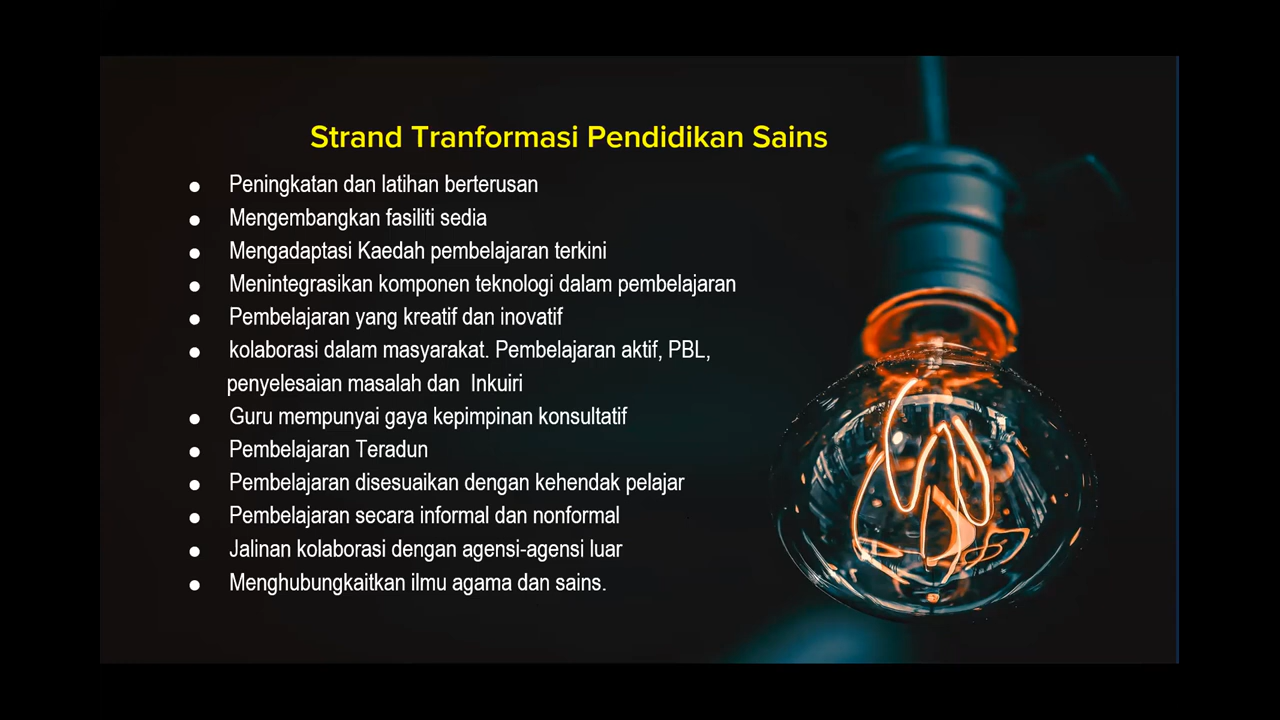 Strand Tranformasi Pendidikan Sains
● Peningkatan dan latihan berterusan
● Mengembangkan fasiliti sedia
● Mengadaptasi Kaedah pembelajaran terkini
● Menintegrasikan komponen teknologi dalam pembelajaran
● Pembelajaran yang kreatif dan inovatif
● kolaborasi dalam masyarakat. Pembelajaran aktif, PBL,
penyelesaian masalah dan Inkuiri
● Guru mempunyai gaya kepimpinan konsultatif
● Pembelajaran Teradun
● Pembelajaran disesuaikan dengan kehendak pelajar
● Pembelajaran secara informal dan nonformal
● Jalinan kolaborasi dengan agensi-agensi luar
● Menghubungkaitkan ilmu agama dan sains.